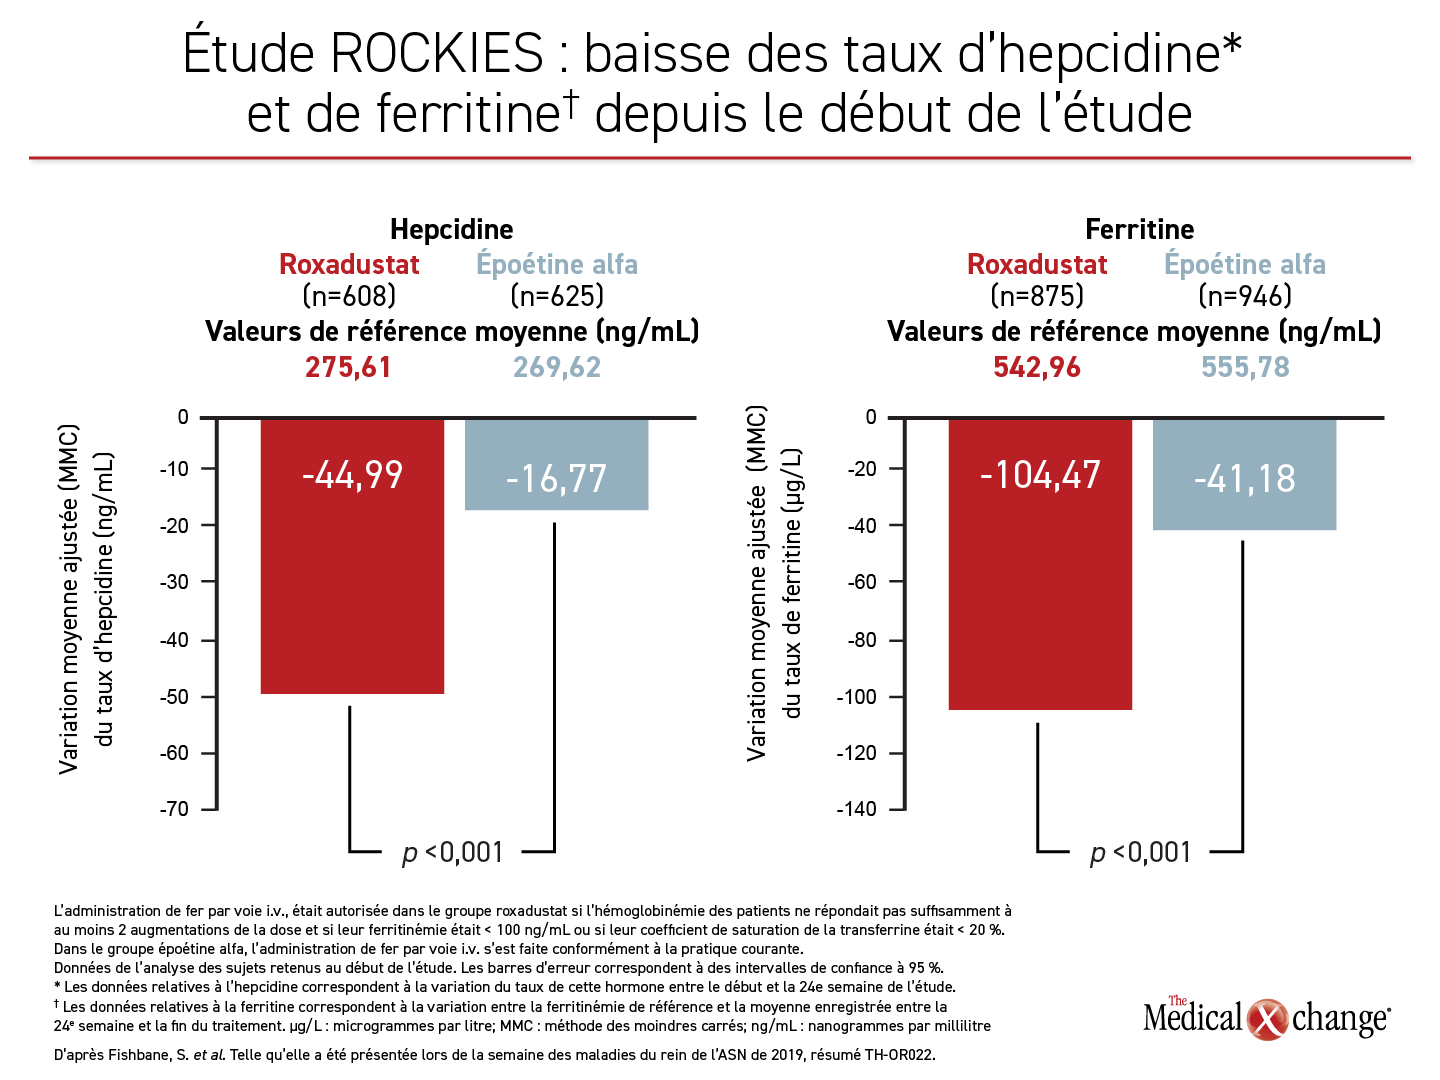 Étude ROCKIES : baisse des taux d’hepcidine*
et de ferritine† depuis le début de l’étude
Hepcidine
Roxadustat Époétine alfa
(n=608) (n=625)
Valeurs de référence moyenne (ng/mL)
275,61 269,62
Variation moyenne ajustée (MMC)
du taux d’hepcidine (ng/mL)
0
-10
-20
-30
-40
-50
-60
-70
-44,99
-16,77
p <0,001
Ferritine
Roxadustat Époétine alfa
(n=875) (n=946)
Valeurs de référence moyenne (ng/mL)
542,96 555,78
Variation moyenne ajustée (MMC)
du taux de ferritine (µg/L)
0
-20
-40
-60
-80
-100
-120
-140
-104,47
-41,18
p <0,001
L’administration de fer par voie i.v., était autorisée dans le groupe roxadustat si l’hémoglobinémie des patients ne répondait pas suffisamment à
au moins 2 augmentations de la dose et si leur ferritinémie était < 100 ng/mL ou si leur coefficient de saturation de la transferrine était < 20 %.
Dans le groupe époétine alfa, l’administration de fer par voie i.v. s’est faite conformément à la pratique courante.
Données de l’analyse des sujets retenus au début de l’étude. Les barres d’erreur correspondent à des intervalles de confiance à 95 %.
* Les données relatives à l’hepcidine correspondent à la variation du taux de cette hormone entre le début et la 24e semaine de l’étude.
† Les données relatives à la ferritine correspondent à la variation entre la ferritinémie de référence et la moyenne enregistrée entre la
24e semaine et la fin du traitement. µg/L : microgrammes par litre; MMC : méthode des moindres carrés; ng/mL : nanogrammes par millilitre
D’après Fishbane, S. et al. Telle qu’elle a été présentée lors de la semaine des maladies du rein de l’ASN de 2019, résumé TH-OR022.
The
Medical X change®